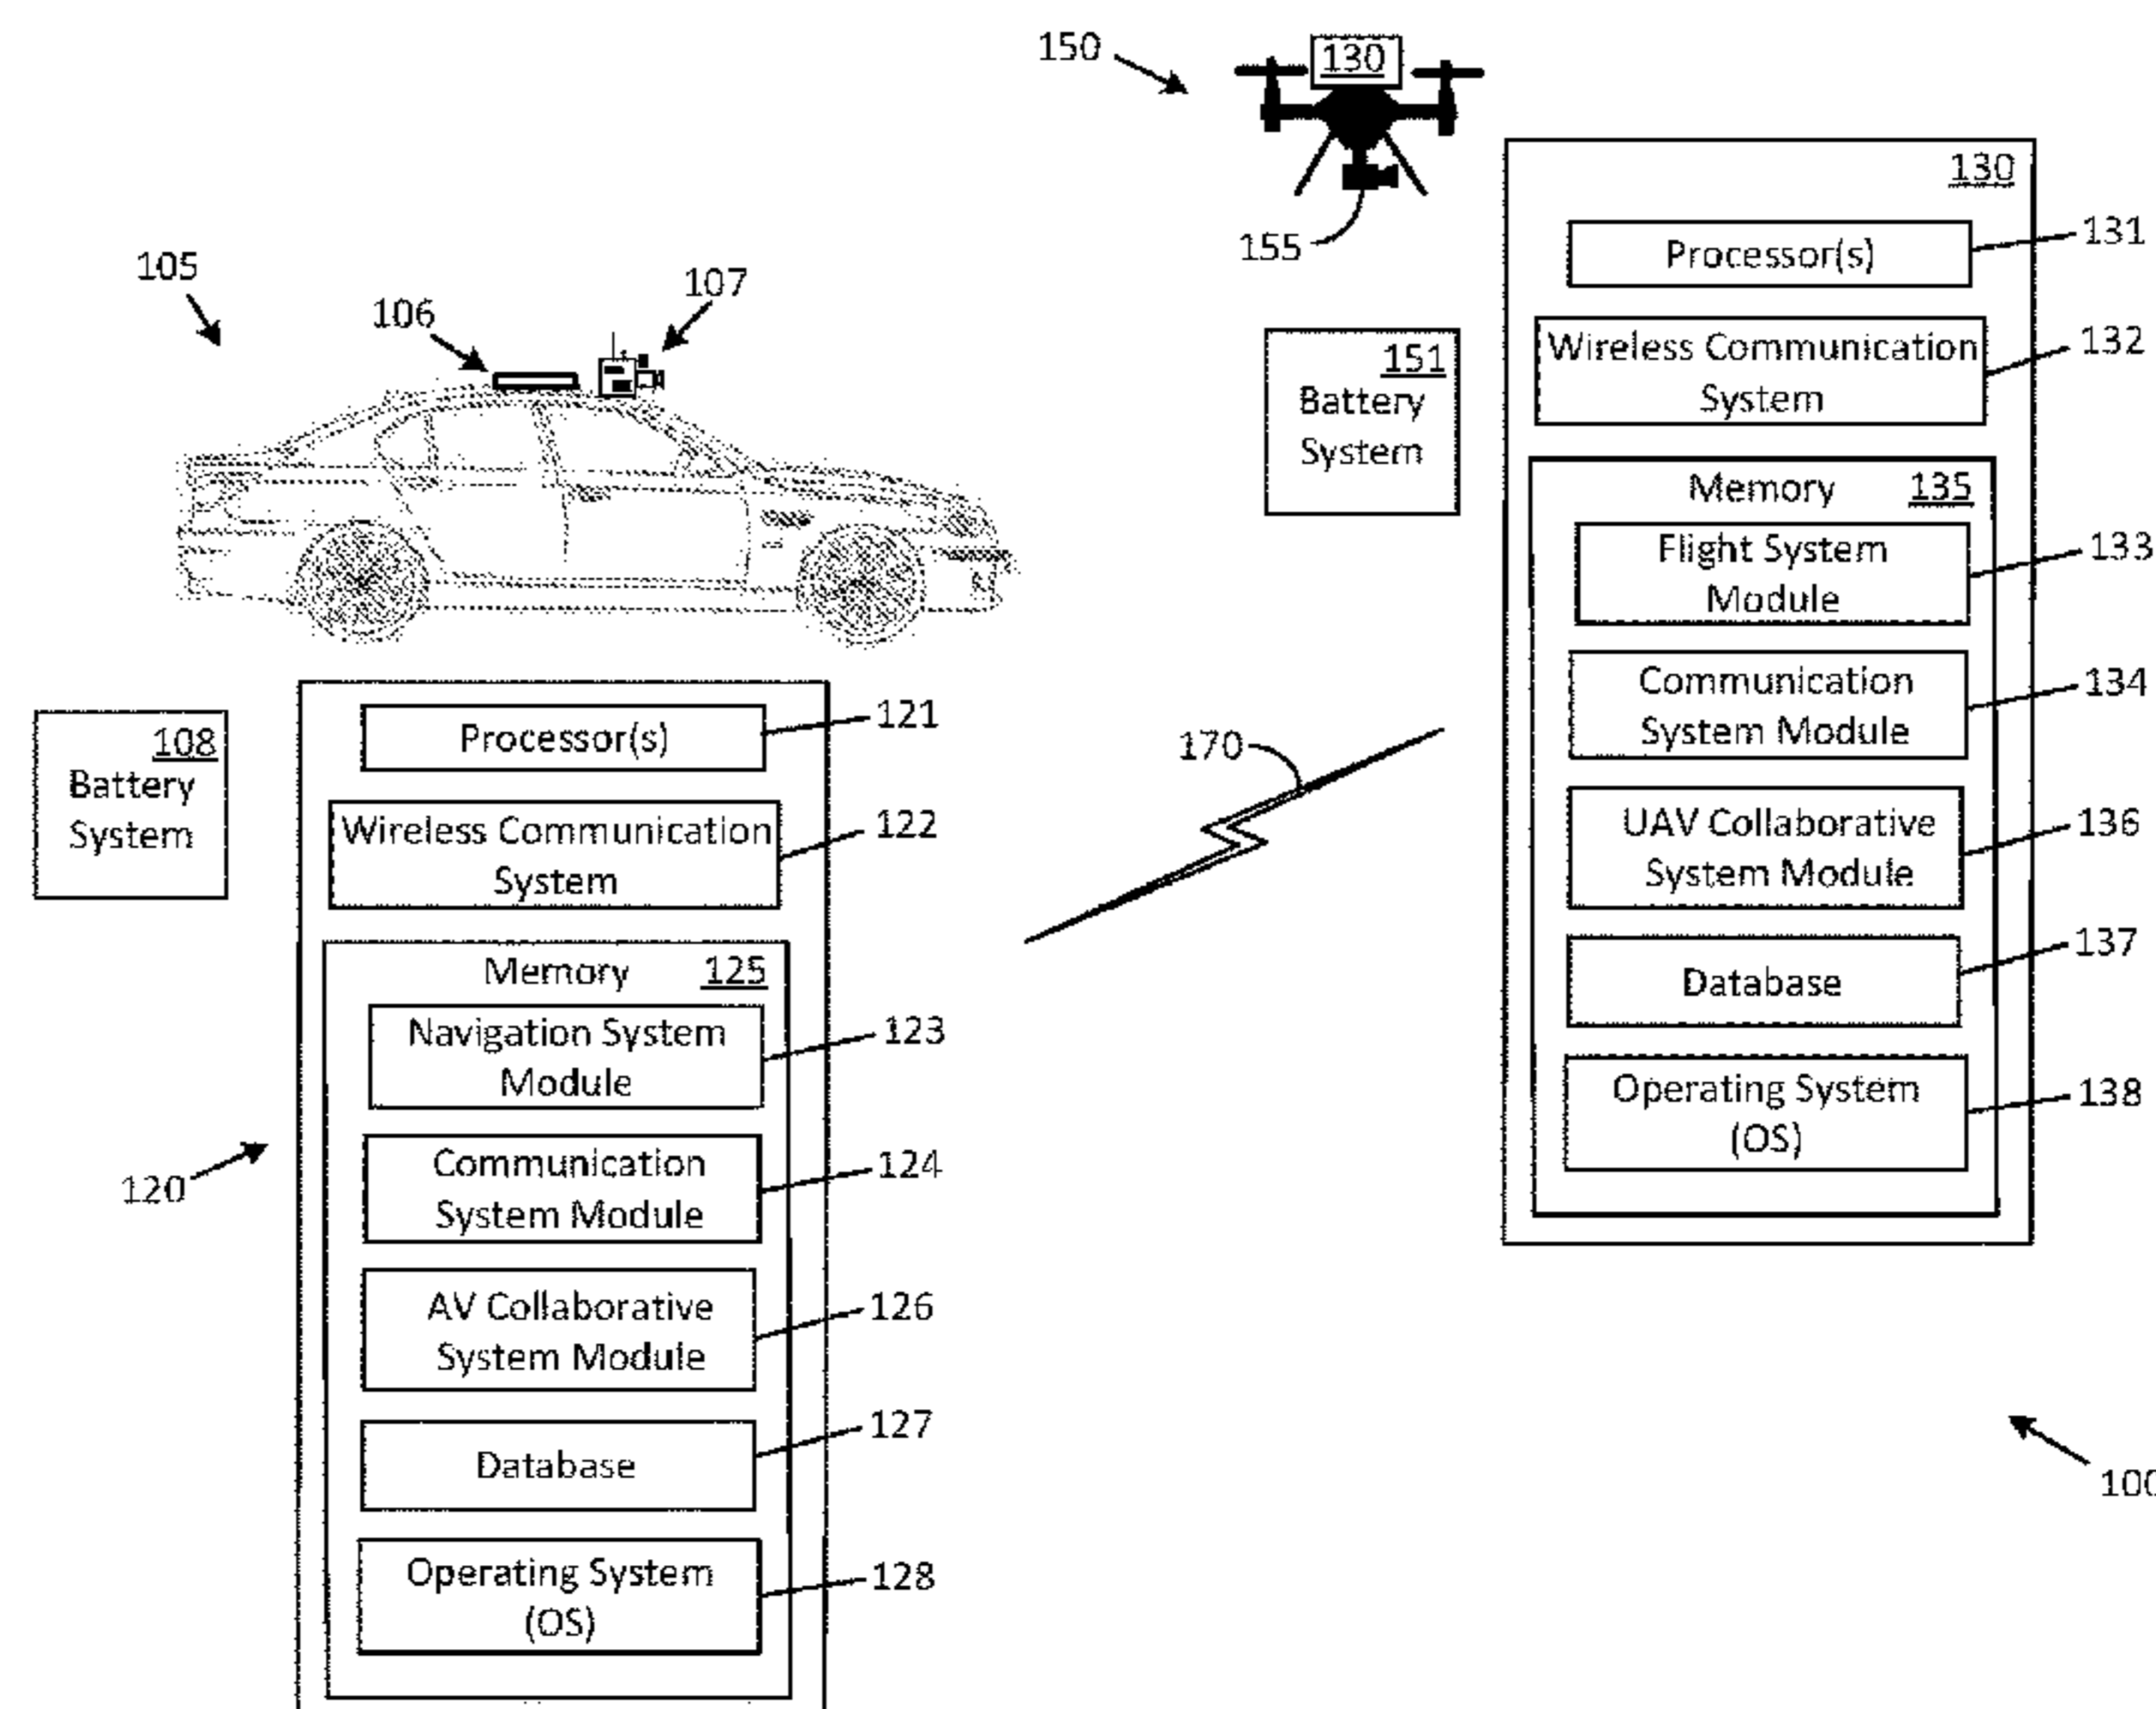 150
130
155
105
106
107
108
Battery
System
120
Processor(s)
121
Wireless Communication
System
122
Memory 125
Navigation System
Module
123
Communication
System Module
124
AV Collaborative
System Module
126
Database
127
Operating System
(OS)
128
170
151
Battery
System
130
Processor(s)
131
Wireless Communication
System
132
Memory 135
Flight System
Module
133
Communication
System Module
134
UAV Collaborative
System Module
136
Database
137
Operating System
(OS)
138
100